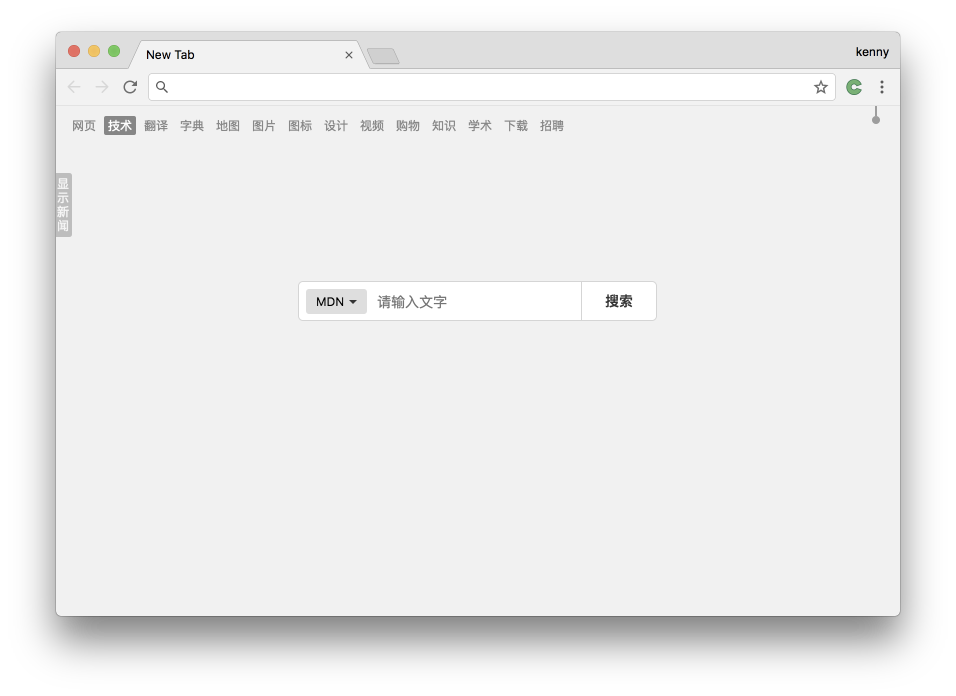 New Tab
kenny
网页 技术 翻译 字典 地图 图片 图标 设计 视频 购物 知识 学术 下载 招聘
显示新闻
MDN 请输入文字 搜索